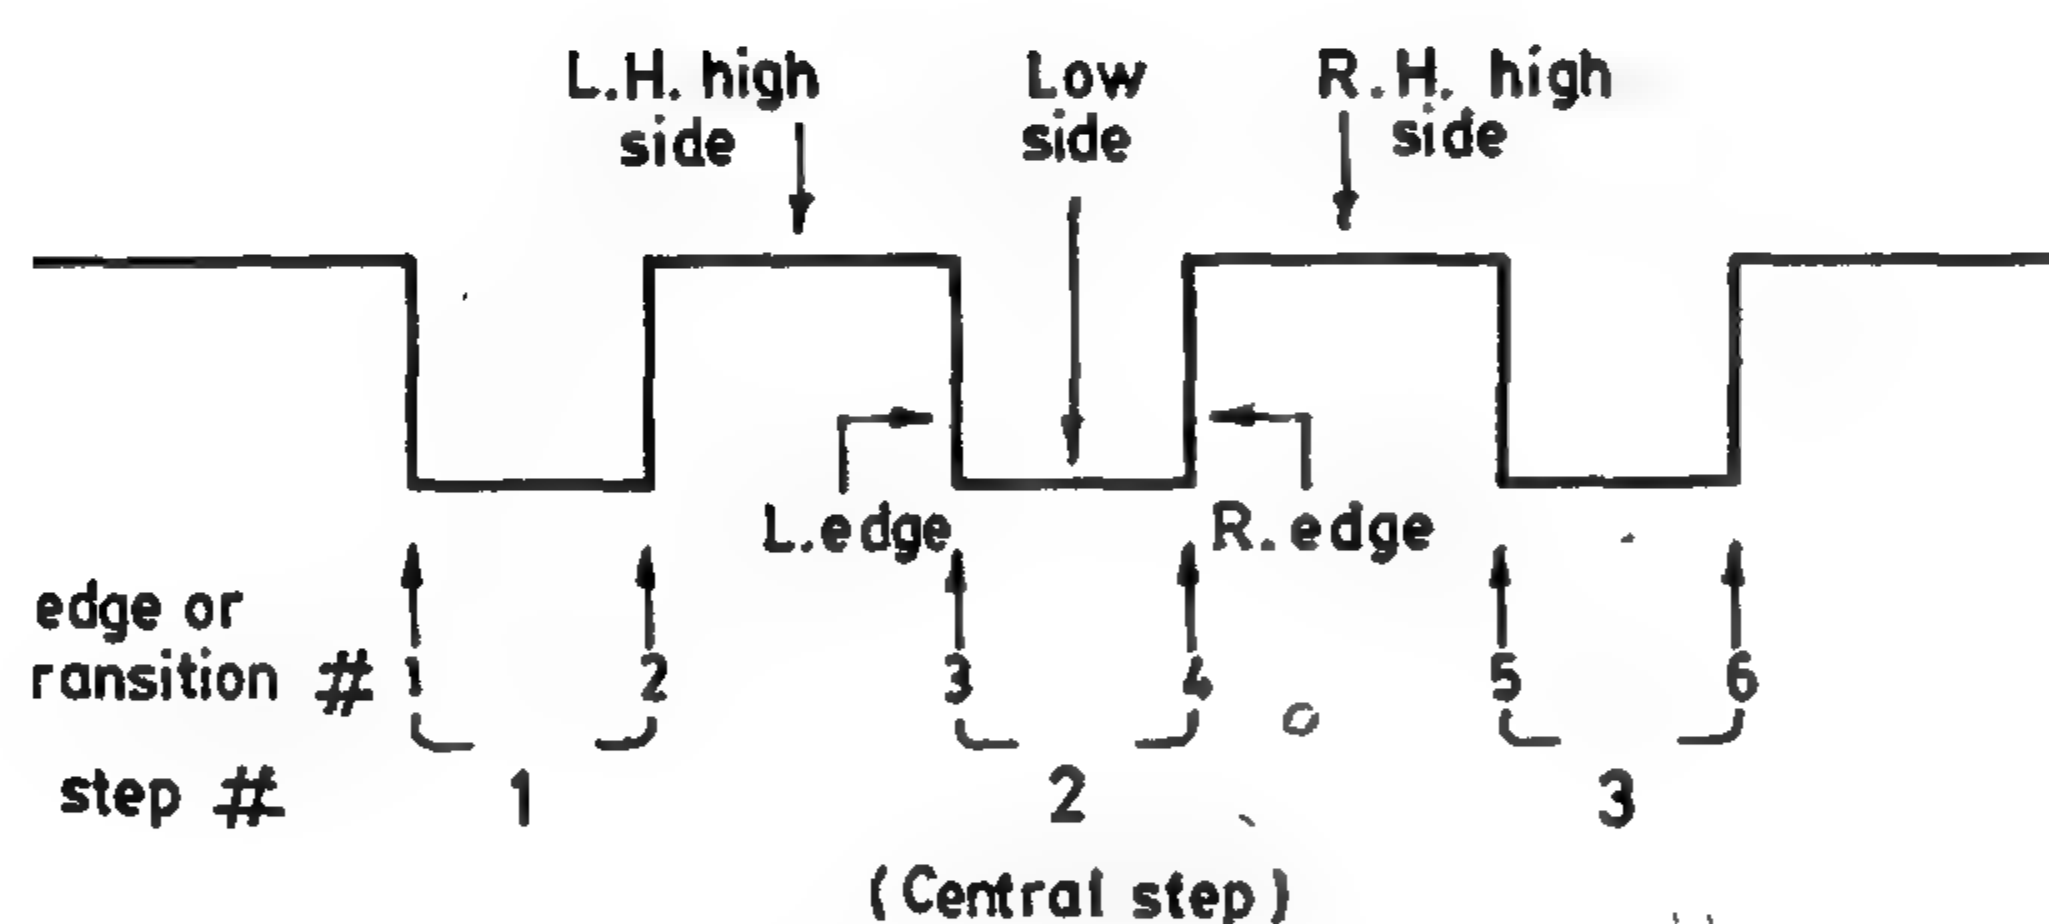 L.H. high side
Low side
R.H. high side
L.edge
R.edge
edge or
ransition # 1 2 3 4 5 6
step # 1 2 3
(Central step)